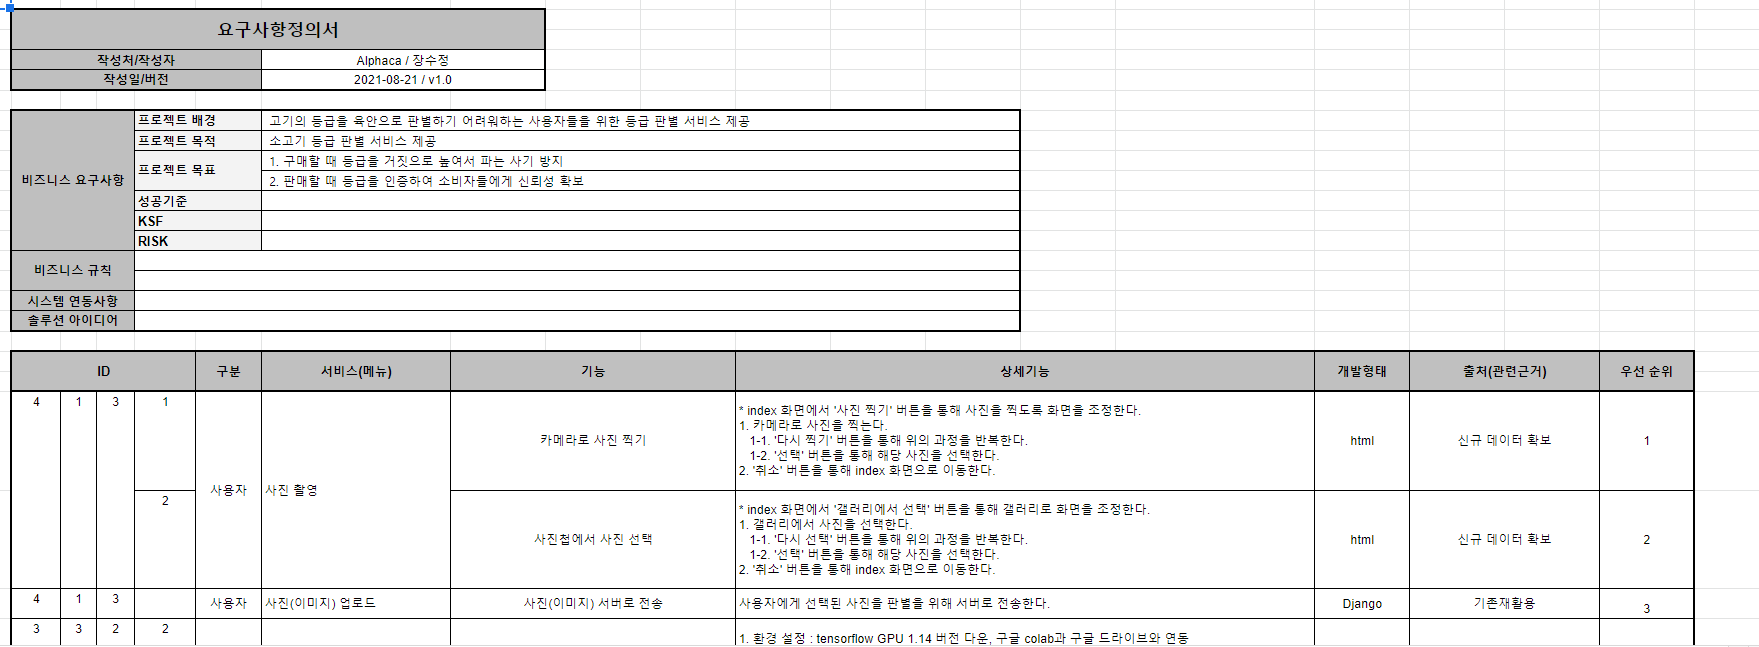 요구사항정의서
작성처/작성자 Alphaca / 장수정
작성일/버전 2021-08-21 / v1.0
비즈니스 요구사항
프로젝트 배경 고기의 등급을 육안으로 판별하기 어려워하는 사용자들을 위한 등급 판별 서비스 제공
프로젝트 목적 소고기 등급 판별 서비스 제공
프로젝트 목표
1. 구매할 때 등급을 거짓으로 높여서 파는 사기 방지
2. 판매할 때 등급을 인증하여 소비자들에게 신뢰성 확보
성공기준
KSF
RISK
비즈니스 규칙
시스템 연동사항
솔루션 아이디어
ID 구분 서비스(메뉴) 기능 상세기능 개발형태 출처(관련근거) 우선 순위
4 1 3 1
사용자 사진 촬영
카메라로 사진 찍기
* index 화면에서 '사진 찍기' 버튼을 통해 사진을 찍도록 화면을 조정한다.
1. 카메라로 사진을 찍는다.
1-1. '다시 찍기' 버튼을 통해 위의 과정을 반복한다.
1-2. '선택' 버튼을 통해 해당 사진을 선택한다.
2. '취소' 버튼을 통해 index 화면으로 이동한다.
html 신규 데이터 확보 1
2
사진첩에서 사진 선택
* index 화면에서 '갤러리에서 선택' 버튼을 통해 갤러리로 화면을 조정한다.
1. 갤러리에서 사진을 선택한다.
1-1. '다시 선택' 버튼을 통해 위의 과정을 반복한다.
1-2. '선택' 버튼을 통해 해당 사진을 선택한다.
2. '취소' 버튼을 통해 index 화면으로 이동한다.
html 신규 데이터 확보 2
4 1 3 사용자 사진(이미지) 업로드 사진(이미지) 서버로 전송 사용자에게 선택된 사진을 판별을 위해 서버로 전송한다. Django 기존재활용 3
3 3 2 2
1. 환경 설정 : tensorflow GPU 1.14 버전 다운, 구글 colab과 구글 드라이브와 연동